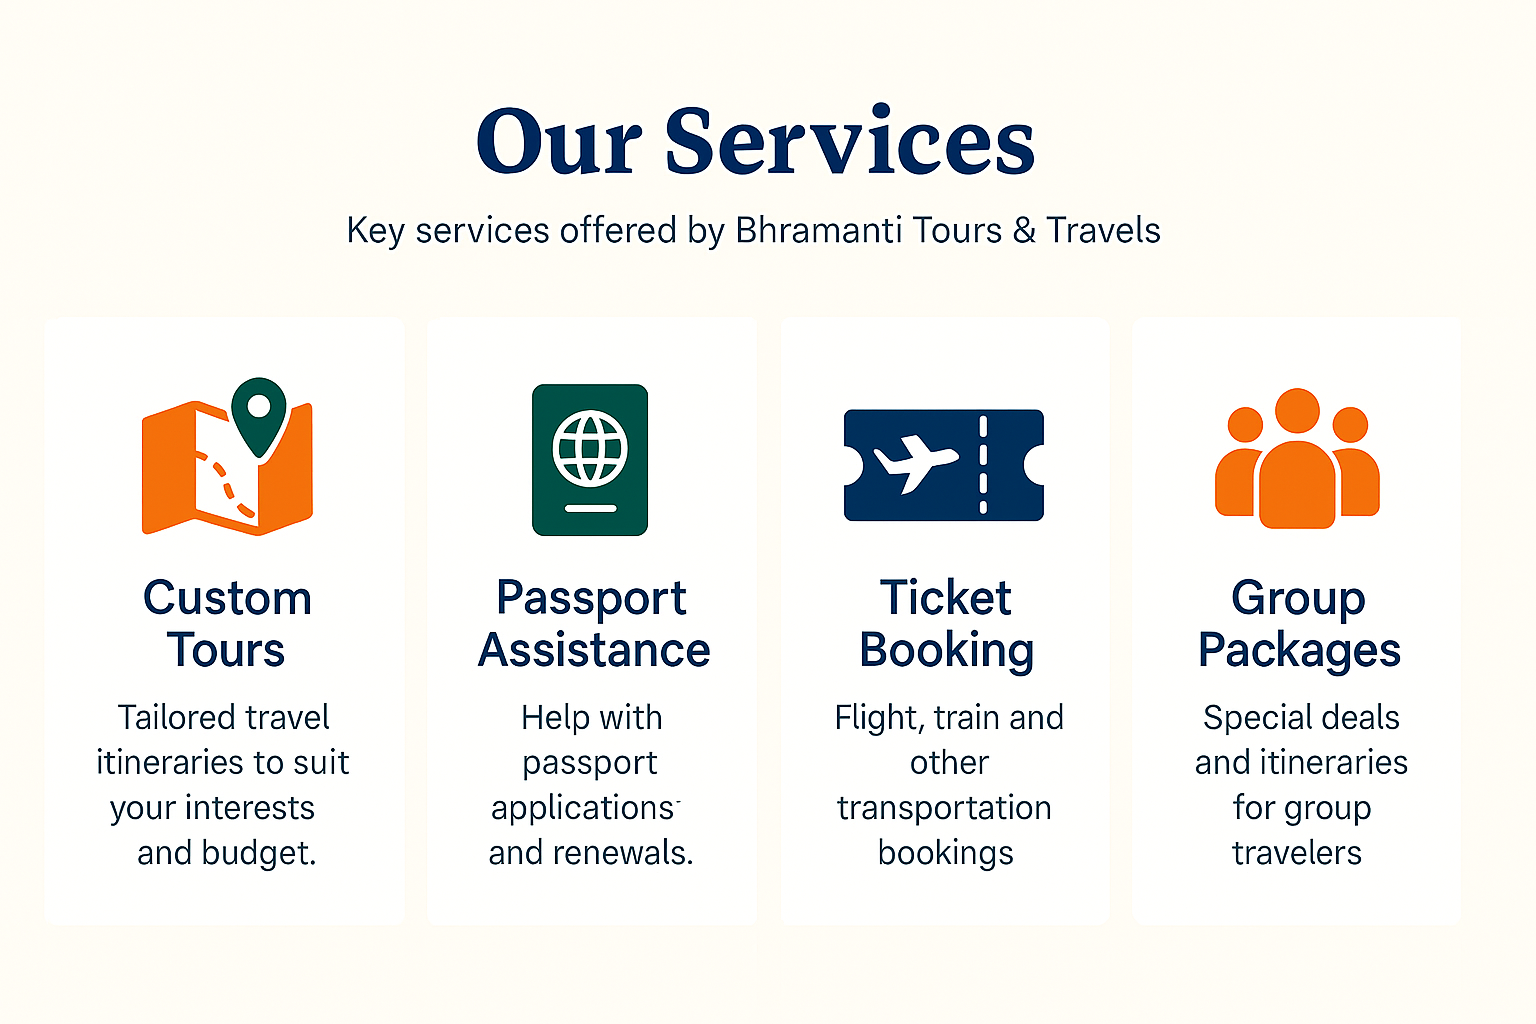 Our Services
Key services offered by Bhramanti Tours & Travels
Custom
Tours
Tailored travel
itineraries to suit
your interests
and budget.
Passport
Assistance
Help with
passport
applications
and renewals.
Ticket
Booking
Flight, train and
other
transportation
bookings
Group
Packages
Special deals
and itineraries
for group
travelers